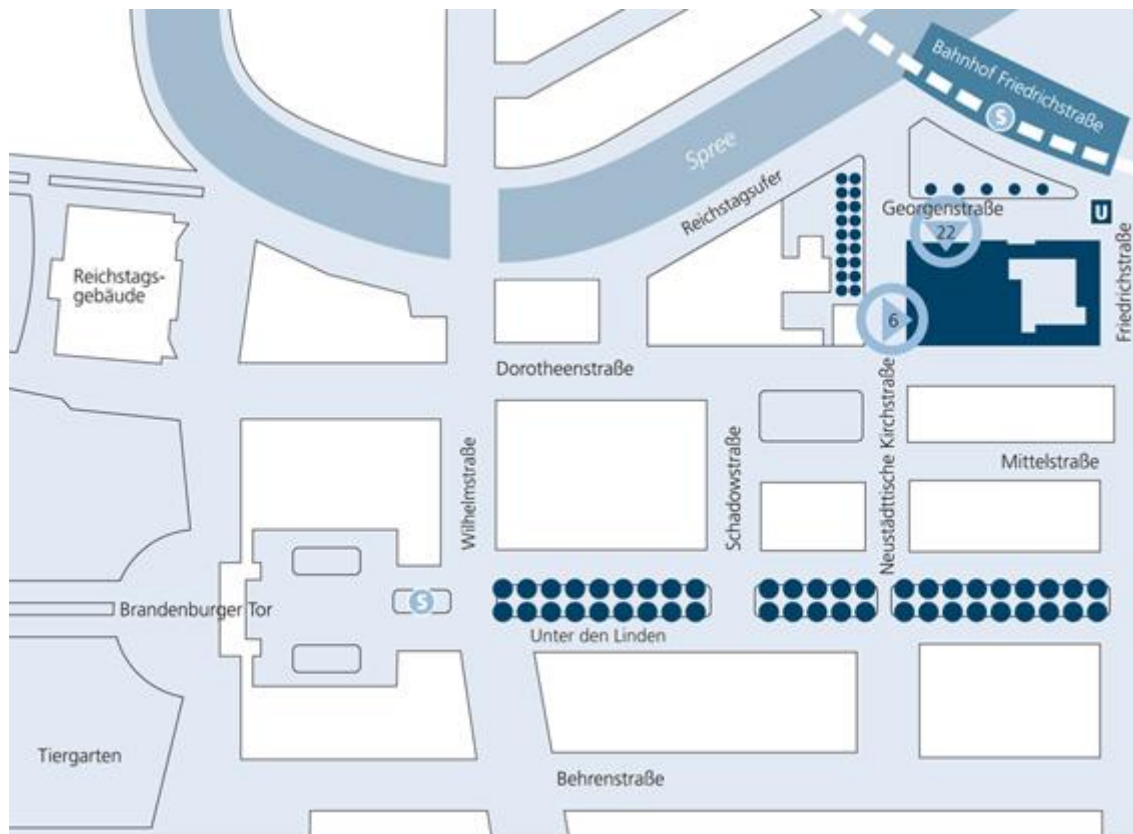 Bahnhof Friedrichstraße
S
Spree
Reichstagsufer
Georgenstraße
U
22
Friedrichstraße
Reichstags-
gebäude
6
Dorotheenstraße
Wilhelmstraße
Schadowstraße
Neustädttische Kirchstraße
Mittelstraße
Brandenburger Tor
S
Unter den Linden
Tiergarten
Behrenstraße